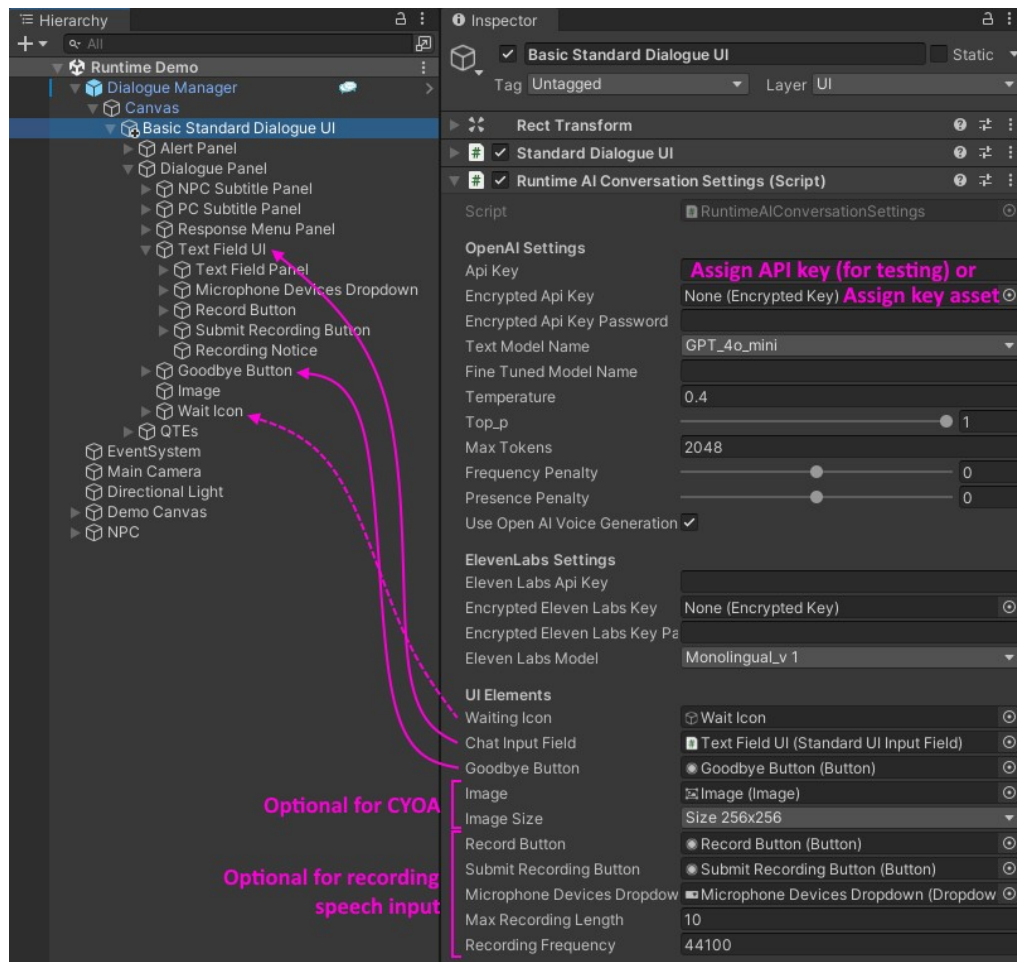 Hierarchy
All
Runtime Demo
Dialogue Manager
Canvas
Basic Standard Dialogue UI
Alert Panel
Dialogue Panel
NPC Subtitle Panel
PC Subtitle Panel
Response Menu Panel
Text Field UI
Text Field Panel
Microphone Devices Dropdown
Record Button
Submit Recording Button
Recording Notice
Goodbye Button
Image
Wait Icon
QTEs
EventSystem
Main Camera
Directional Light
Demo Canvas
NPC
Optional for CYOA
Optional for recording
speech input
Inspector
Basic Standard Dialogue UI Static
Tag Untagged Layer UI
Rect Transform
# Standard Dialogue UI
# Runtime AI Conversation Settings (Script)
Script RuntimeAIConversationSettings
OpenAI Settings
Api Key Assign API key (for testing) or
Encrypted Api Key None (Encrypted Key) Assign key asset
Encrypted Api Key Password
Text Model Name GPT_4o_mini
Fine Tuned Model Name
Temperature 0.4
Top_p 1
Max Tokens 2048
Frequency Penalty 0
Presence Penalty 0
Use Open AI Voice Generation
ElevenLabs Settings
Eleven Labs Api Key
Encrypted Eleven Labs Key None (Encrypted Key)
Encrypted Eleven Labs Key Pa
Eleven Labs Model Monolingual_v 1
UI Elements
Waiting Icon Wait Icon
Chat Input Field Text Field UI (Standard UI Input Field)
Goodbye Button Goodbye Button (Button)
Image Image (Image)
Image Size Size 256x256
Record Button Record Button (Button)
Submit Recording Button Submit Recording Button (Button)
Microphone Devices Dropdow Microphone Devices Dropdown (Dropdow
Max Recording Length 10
Recording Frequency 44100